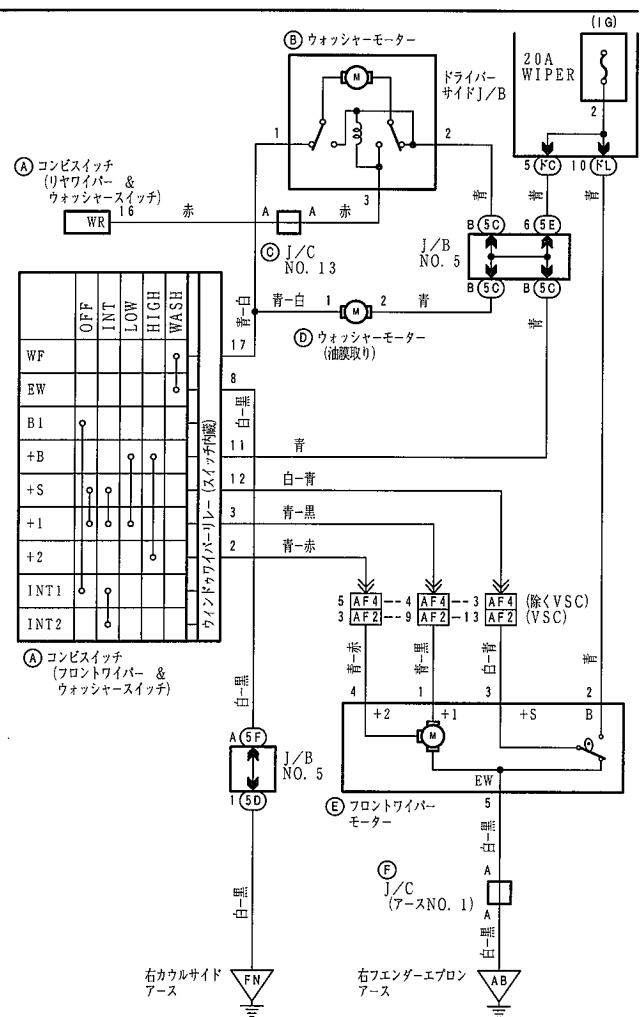 (IG)
Ⓑ ウォッシャーモーター
20A
WIPER
M
ドライバー
サイドJ/B
2
1
2
5 FC 10 FL
3
Ⓐ コンビスイッチ
(リヤワイパー &
ウォッシャースイッチ)
青
青
青
WR 16 赤 A A 赤
B 5C 6 5E
Ⓒ J/C
NO. 13
J/B
NO. 5
B 5C B 5C
青-白
青-白 1 M 2 青
青
Ⓓ ウォッシャーモーター
(油膜取り)
OFF INT LOW HIGH WASH
WF 17
EW 8
白-黒
B1
+B 11 青
+S 12 白-青
+1 3 青-黒
+2 2 青-赤
INT1
INT2
ウィンドゥワイパーリレー (スイッチ内蔵)
5 AF4 4 AF4 3 AF4 (除くVSC)
3 AF2 9 AF2 13 AF2 (VSC)
Ⓐ コンビスイッチ
(フロントワイパー &
ウォッシャースイッチ)
青-赤 青-黒 白-青 青
白-黒
4 1 3 2
+2 +1 +S B
M
A 5F
J/B
NO. 5
1 5D
EW
Ⓔ フロントワイパー
モーター
5
白-黒
Ⓕ
J/C
(アースNO. 1)
A
A
白-黒
白-黒
右カウルサイド
アース
FN
右フエンダーエプロン
アース
AB